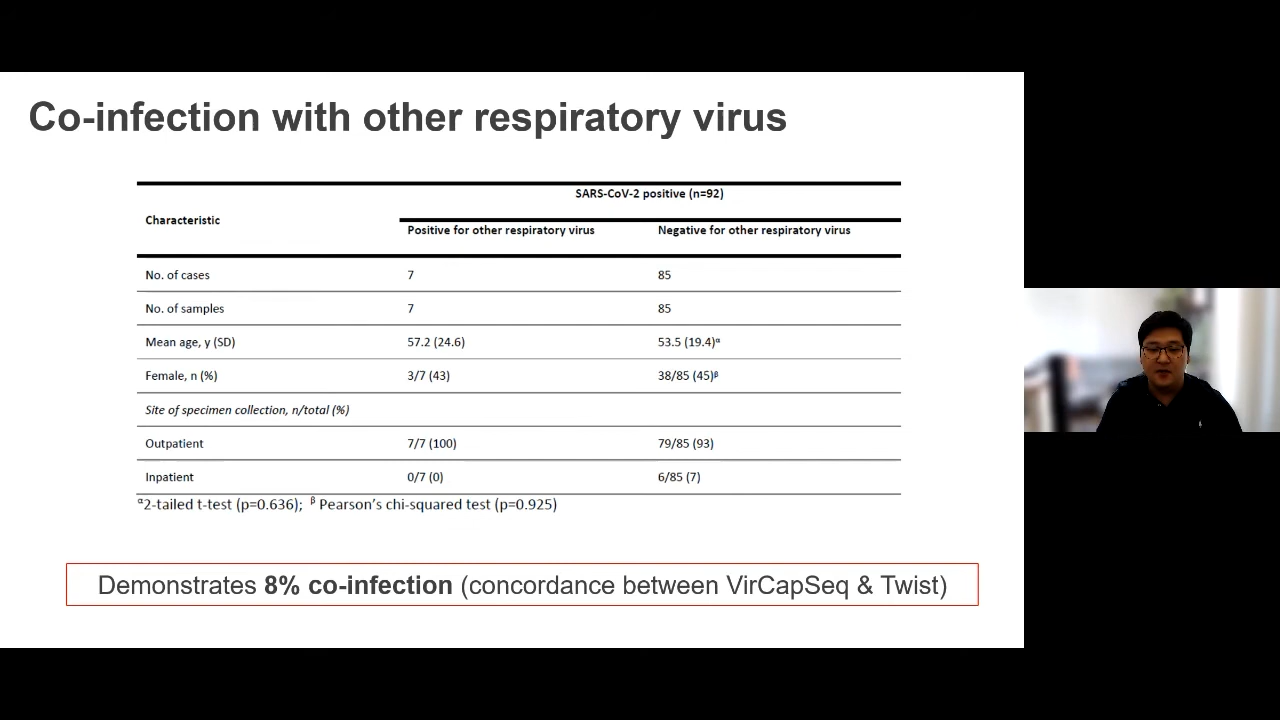 Co-infection with other respiratory virus
SARS-CoV-2 positive (n=92)
Characteristic
Positive for other respiratory virus Negative for other respiratory virus
No. of cases 7 85
No. of samples 7 85
Mean age, y (SD) 57.2 (24.6) 53.5 (19.4)α
Female, n (%) 3/7 (43) 38/85 (45)β
Site of specimen collection, n/total (%)
Outpatient 7/7 (100) 79/85 (93)
Inpatient 0/7 (0) 6/85 (7)
α2-tailed t-test (p=0.636); β Pearson's chi-squared test (p=0.925)
Demonstrates 8% co-infection (concordance between VirCapSeq & Twist)